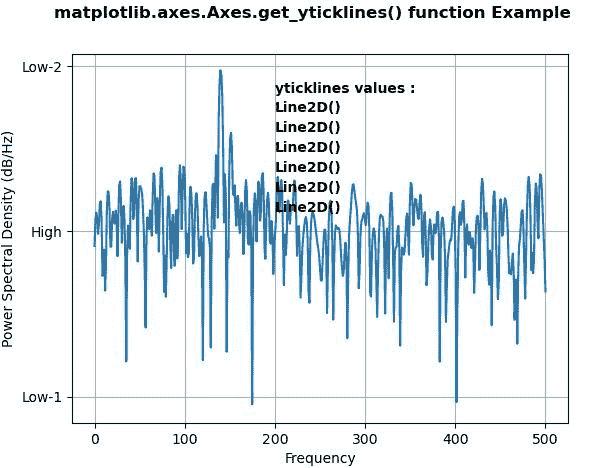 matplotlib.axes.Axes.get_yticklines() function Example
Low-2
yticklines values :
Line2D()
Line2D()
Line2D()
Line2D()
Line2D()
Line2D()
High
Low-1
Power Spectral Density (dB/Hz)
0 100 200 300 400 500
Frequency